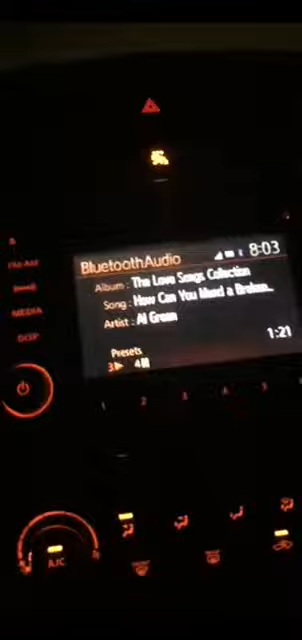 BluetoothAudio 8:03
Album : The Love Songs Collection
Song : How Can You Mend a Broken..
Artist : Al Green
1:21
Presets
3 4
FM·AM
MEDIA
DISP
1 2 3 4 5
A/C